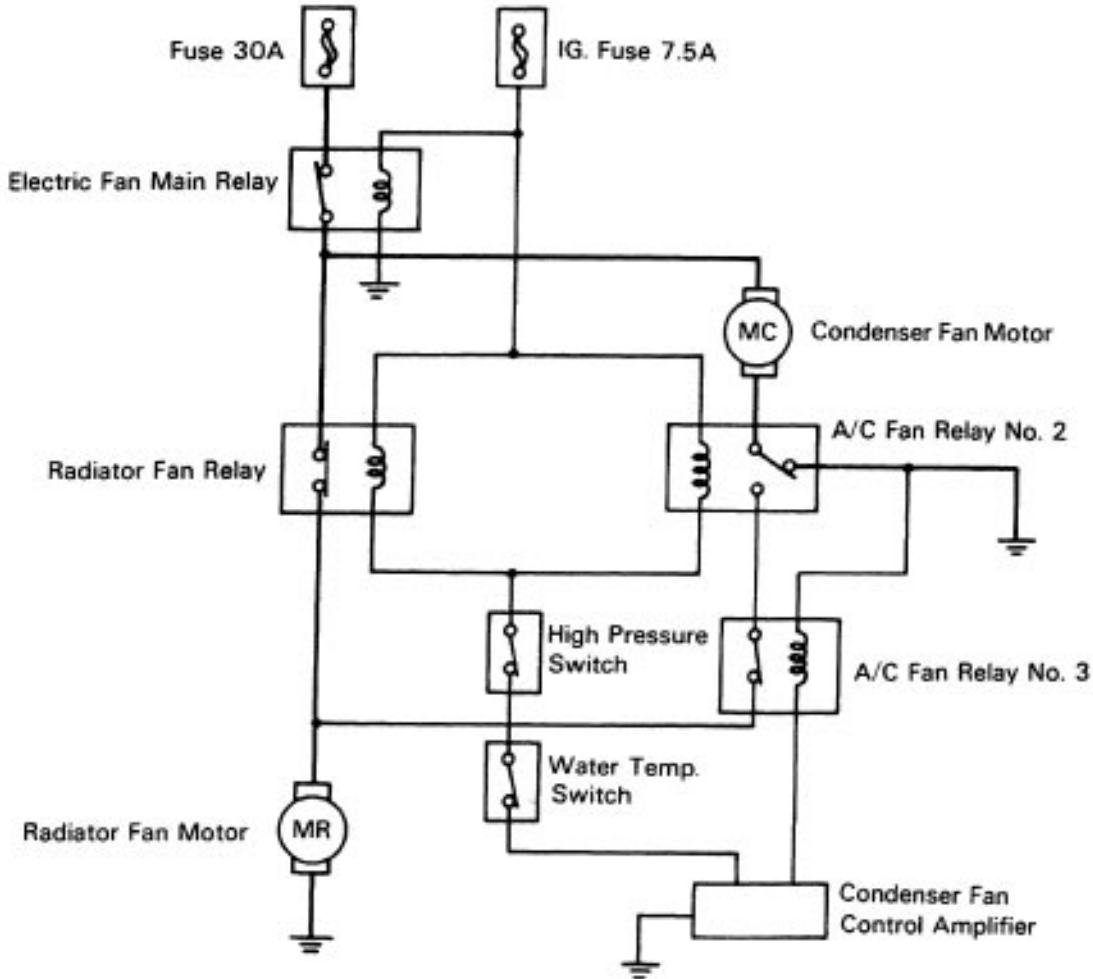 Fuse 30A
IG. Fuse 7.5A
Electric Fan Main Relay
MC
Condenser Fan Motor
A/C Fan Relay No. 2
Radiator Fan Relay
High Pressure
Switch
A/C Fan Relay No. 3
Water Temp.
Switch
Radiator Fan Motor
MR
Condenser Fan
Control Amplifier